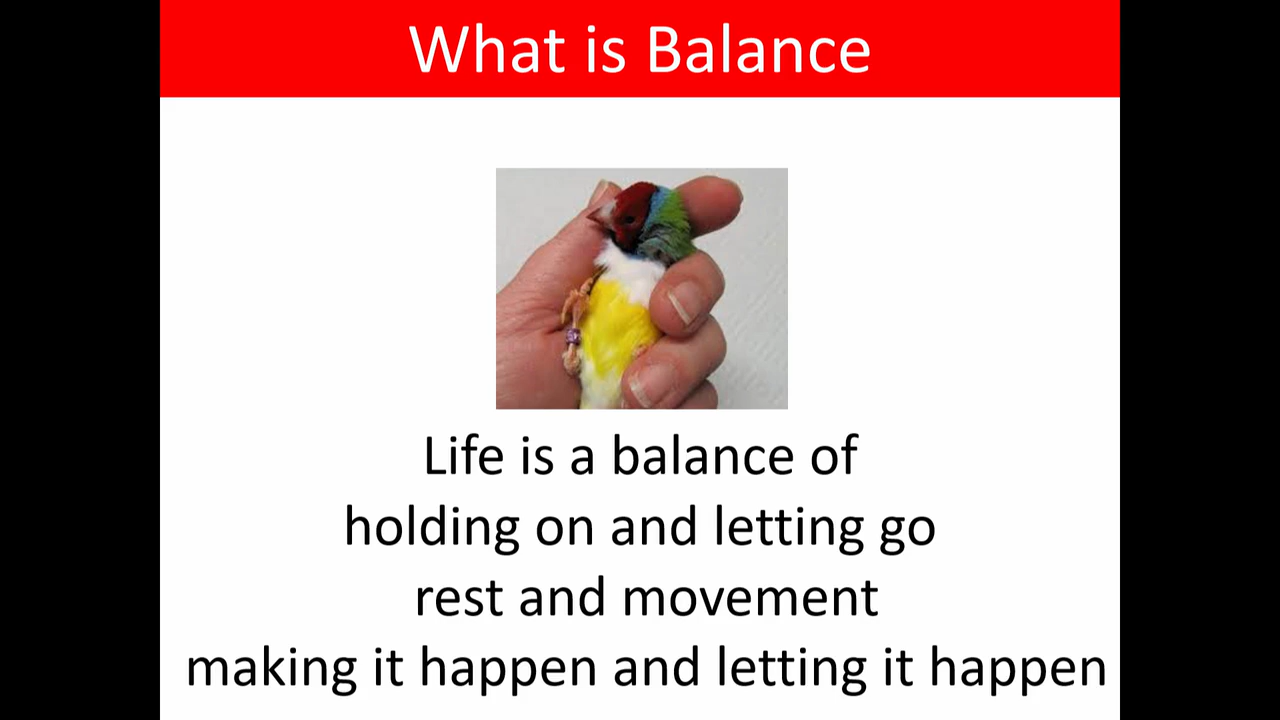 What is Balance
Life is a balance of
holding on and letting go
rest and movement
making it happen and letting it happen